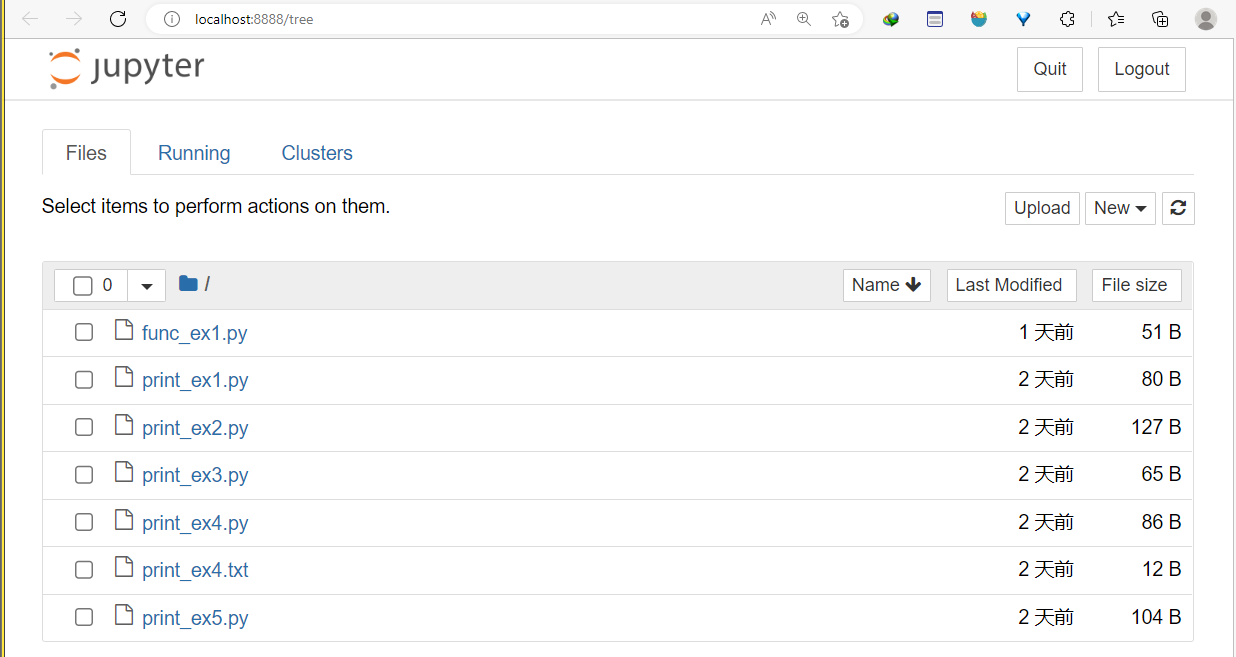 localhost:8888/tree
jupyter
Quit Logout
Files Running Clusters
Select items to perform actions on them.
Upload New
0 / Name Last Modified File size
func_ex1.py 1 天前 51 B
print_ex1.py 2 天前 80 B
print_ex2.py 2 天前 127 B
print_ex3.py 2 天前 65 B
print_ex4.py 2 天前 86 B
print_ex4.txt 2 天前 12 B
print_ex5.py 2 天前 104 B